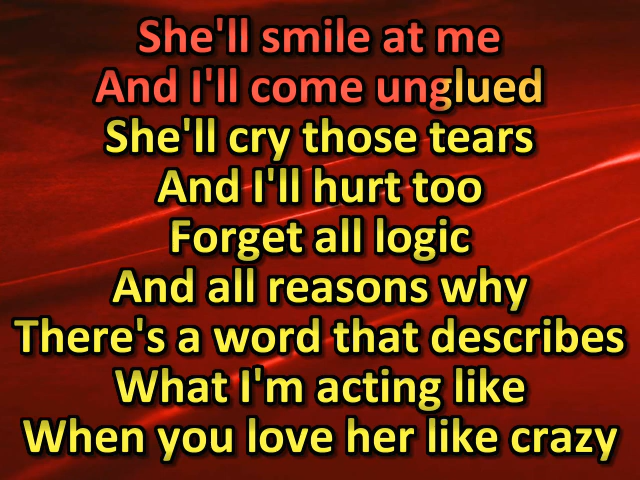 She'll smile at me
And I'll come unglued
She'll cry those tears
And I'll hurt too
Forget all logic
And all reasons why
There's a word that describes
What I'm acting like
When you love her like crazy